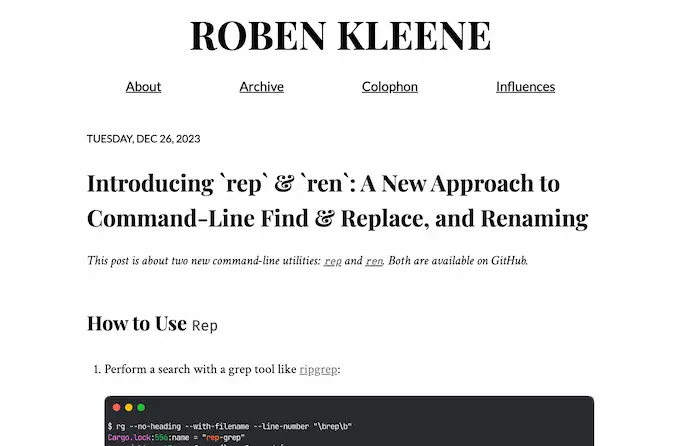 ROBEN KLEENE
About Archive Colophon Influences
TUESDAY, DEC 26, 2023
Introducing `rep` & `ren`: A New Approach to
Command-Line Find & Replace, and Renaming
This post is about two new command-line utilities: rep and ren. Both are available on GitHub.
How to Use Rep
1. Perform a search with a grep tool like ripgrep:
$ rg --no-heading --with-filename --line-number "\brep\b"
Cargo.lock:556:name = "rep-grep"